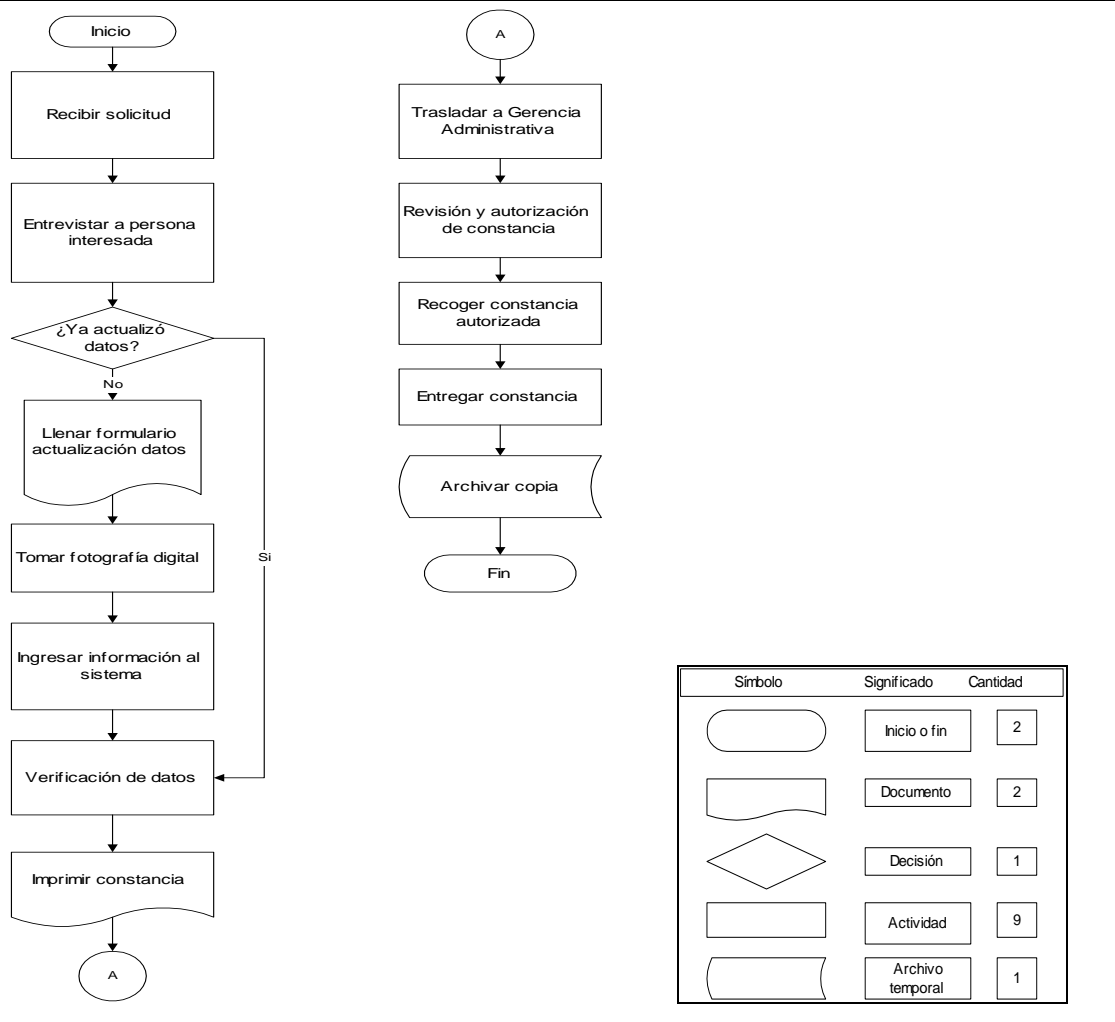 Inicio
Recibir solicitud
Entrevistar a persona
interesada
¿Ya actualizó
datos?
No
Llenar formulario
actualización datos
Tomar fotografía digital
Si
Ingresar información al
sistema
Verificación de datos
Imprimir constancia
A
A
Trasladar a Gerencia
Administrativa
Revisión y autorización
de constancia
Recoger constancia
autorizada
Entregar constancia
Archivar copia
Fin
Símbolo Significado Cantidad
Inicio o fin 2
Documento 2
Decisión 1
Actividad 9
Archivo
temporal 1